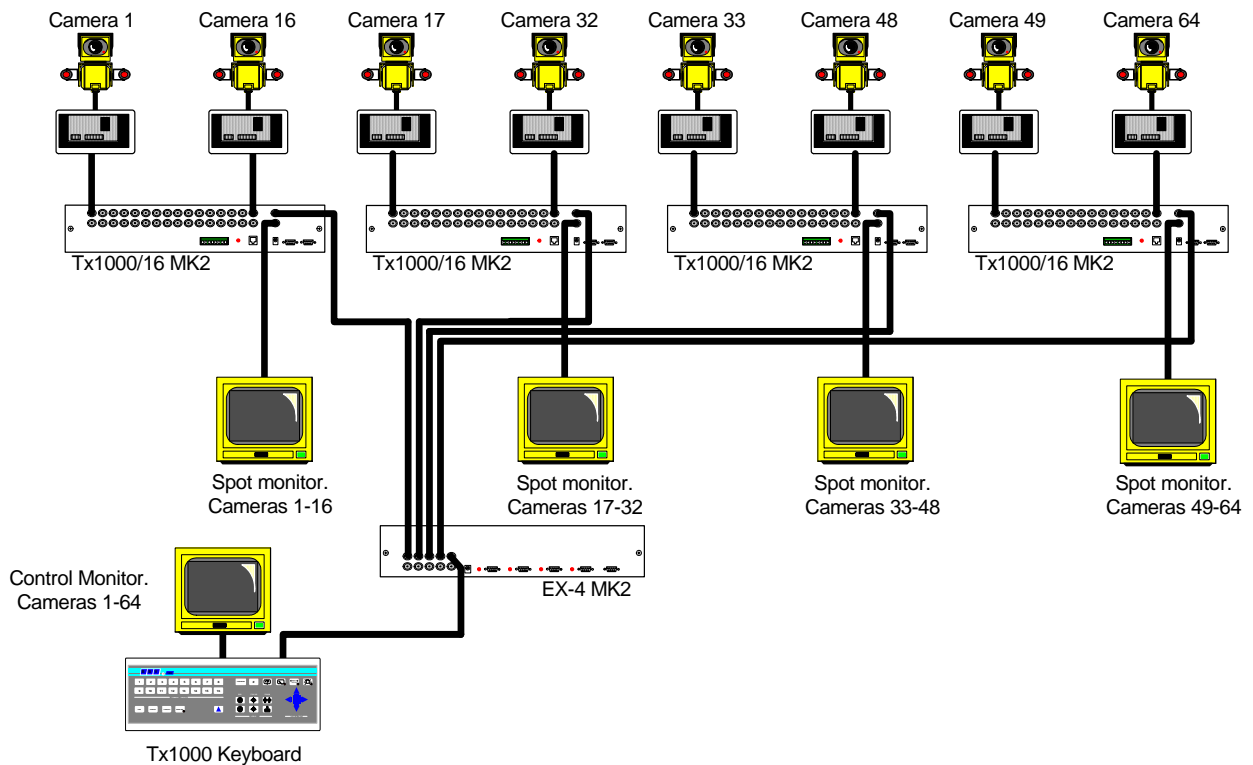 Camera 1
Camera 16
Camera 17
Camera 32
Camera 33
Camera 48
Camera 49
Camera 64
Tx1000/16 MK2
Tx1000/16 MK2
Tx1000/16 MK2
Tx1000/16 MK2
Spot monitor.
Cameras 1-16
Spot monitor.
Cameras 17-32
Spot monitor.
Cameras 33-48
Spot monitor.
Cameras 49-64
EX-4 MK2
Control Monitor.
Cameras 1-64
Tx1000 Keyboard